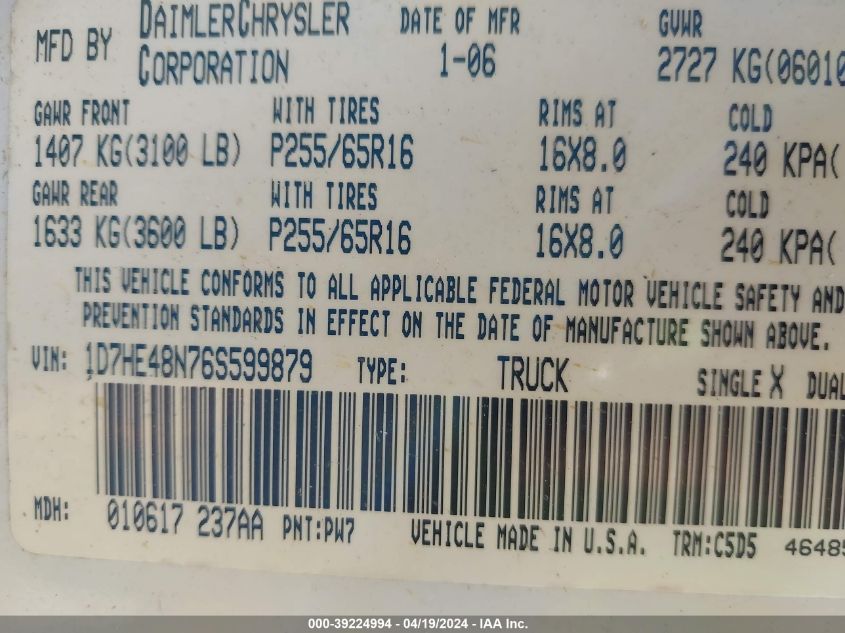 MFD BY DAIMLERCHRYSLER CORPORATION DATE OF MFR 1-06 GVWR 2727 KG(06010
GAWR FRONT WITH TIRES RIMS AT COLD
1407 KG(3100 LB) P255/65R16 16X8.0 240 KPA(
GAWR REAR WITH TIRES RIMS AT COLD
1633 KG(3600 LB) P255/65R16 16X8.0 240 KPA(
THIS VEHICLE CONFORMS TO ALL APPLICABLE FEDERAL MOTOR VEHICLE SAFETY AND
PREVENTION STANDARDS IN EFFECT ON THE DATE OF MANUFACTURE SHOWN ABOVE.
VIN: 1D7HE48N76S599879 TYPE: TRUCK SINGLE X DUAL
MDH: 010617 237AA PNT:PW7 VEHICLE MADE IN U.S.A. TRM:C5D5 46485
000-39224994 - 04/19/2024 - IAA Inc.